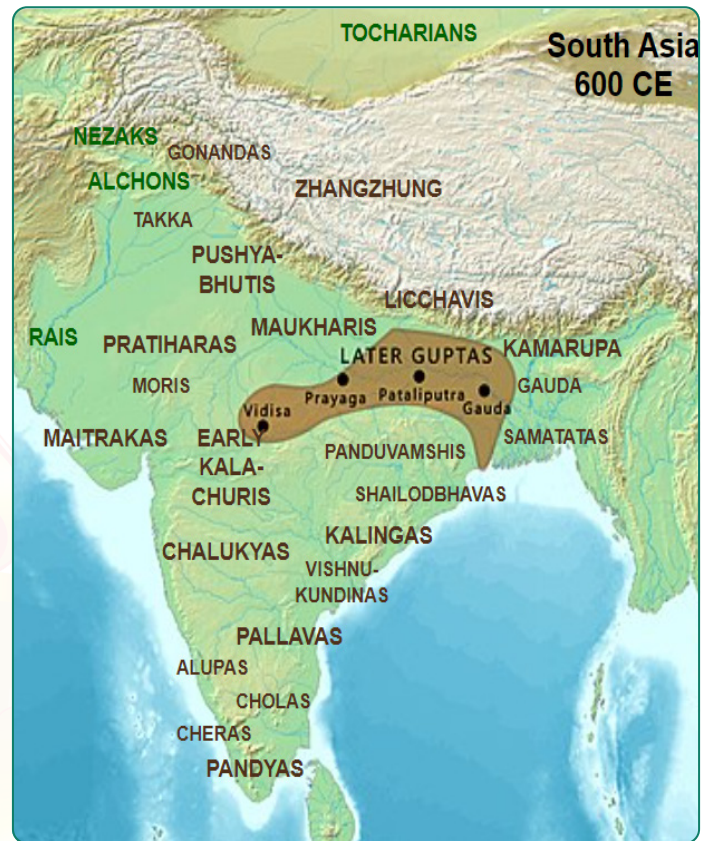 TOCHARIANS
South Asia
600 CE
NEZAKS
GONANDAS
ALCHONS
ZHANGZHUNG
TAKKA
PUSHYA-
BHUTIS
LICCHAVIS
MAUKHARIS
RAIS
PRATIHARAS
LATER GUPTAS
KAMARUPA
MORIS
Prayaga
Pataliputra
Gauda
GAUDA
Vidisa
MAITRAKAS
EARLY
KALA-
CHURIS
PANDUVAMSHIS
SAMATATAS
SHAILODBHAVAS
KALINGAS
CHALUKYAS
VISHNU-
KUNDINAS
PALLAVAS
ALUPAS
CHOLAS
CHERAS
PANDYAS